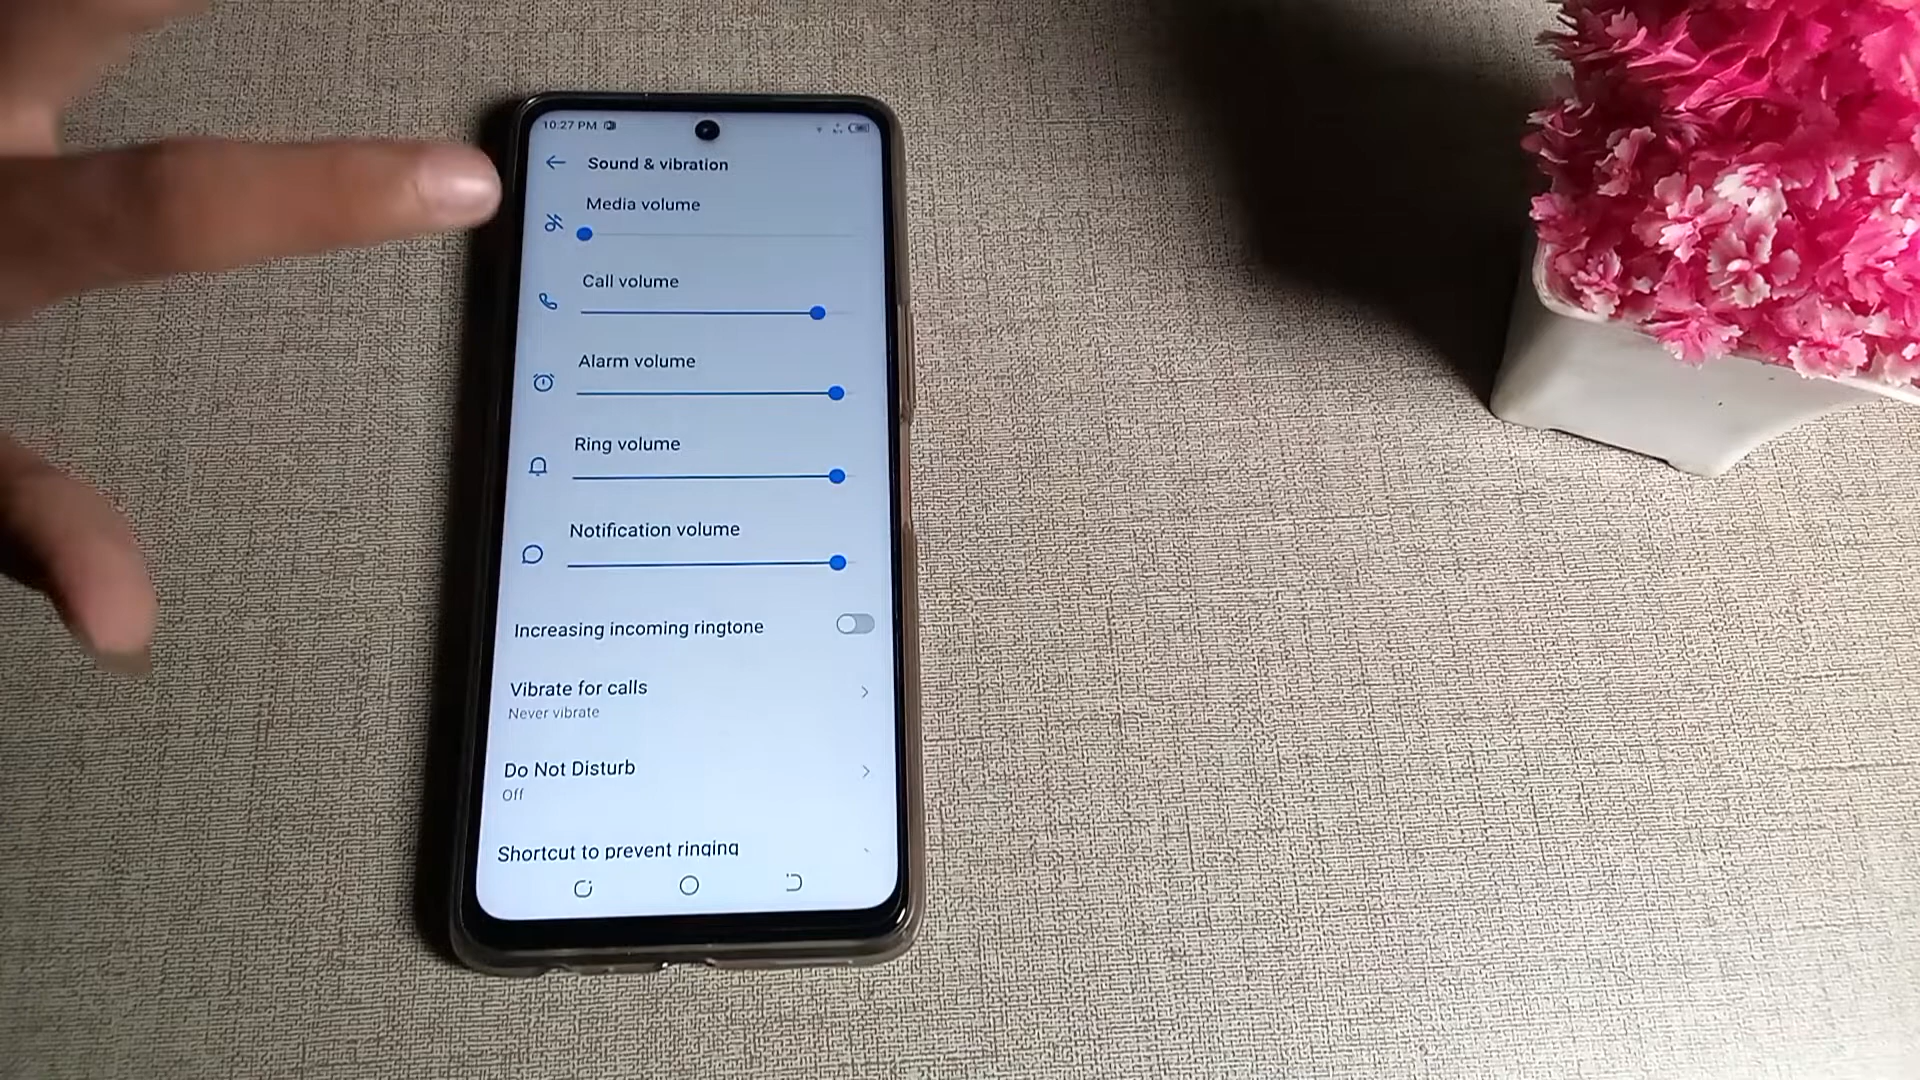 10:27 PM
Sound & vibration
Media volume
Call volume
Alarm volume
Ring volume
Notification volume
Increasing incoming ringtone
Vibrate for calls
Never vibrate
Do Not Disturb
Off
Shortcut to prevent ringing